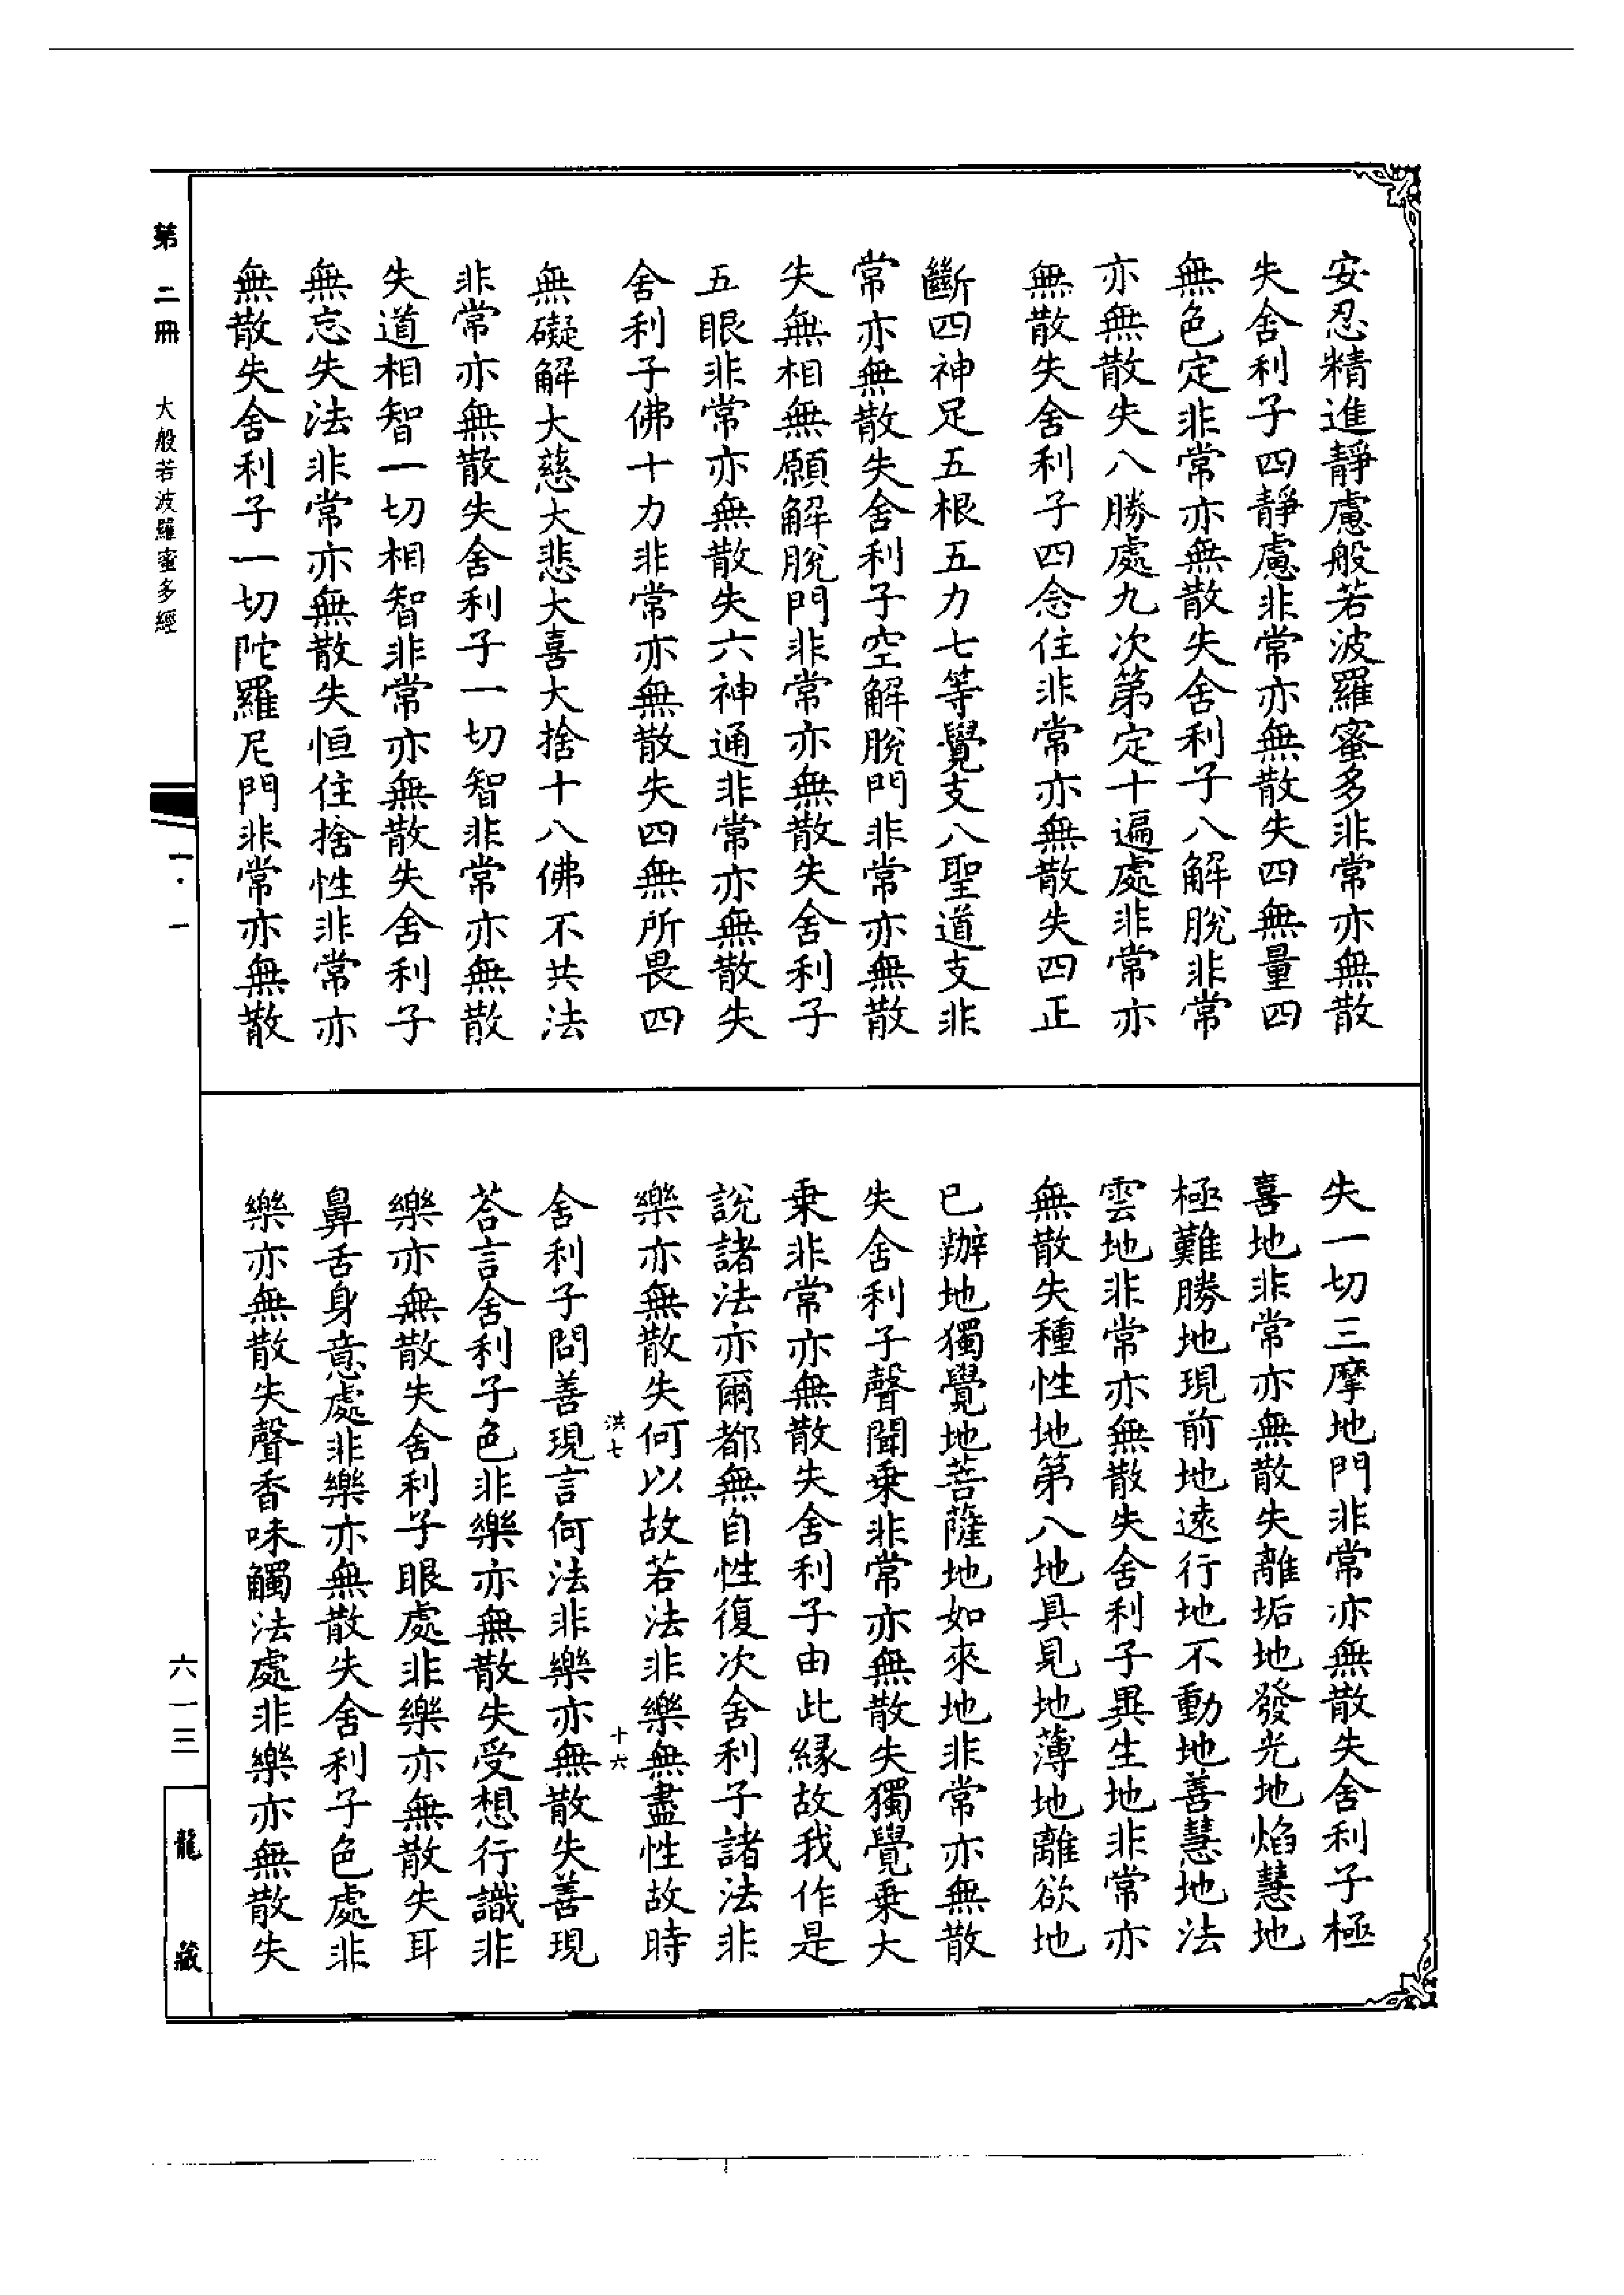 安忍精進靜慮般若波羅蜜多非常亦無散
失舍利子四靜慮非常亦無散失四無量四
無色定非常亦無散失舍利子八解脫非常
亦無散失八勝處九次第定十遍處非常亦
無散失舍利子四念住非常亦無散失四正
斷四神足五根五力七等覺支八聖道支非
常亦無散失舍利子空解脫門非常亦無散
失無相無願解脫門非常亦無散失舍利子
五眼非常亦無散失六神通非常亦無散失
舍利子佛十力非常亦無散失四無所畏四
無礙解大慈大悲大喜大捨十八佛不共法
非常亦無散失舍利子一切智非常亦無散
失道相智一切相智非常亦無散失舍利子
無忘失法非常亦無散失恒住捨性非常亦
無散失舍利子一切陀羅尼門非常亦無散
失一切三摩地門非常亦無散失舍利子極
喜地非常亦無散失離垢地發光地焰慧地
極難勝地現前地遠行地不動地善慧地法
雲地非常亦無散失舍利子異生地非常亦
無散失種性地第八地具見地薄地離欲地
已辦地獨覺地菩薩地如來地非常亦無散
失舍利子聲聞乗非常亦無散失獨覺乗大
乗非常亦無散失舍利子由此緣故我作是
說諸法亦爾都無自性復次舍利子諸法非
樂亦無散失何以故若法非樂無盡性故時
洪七 十六
舍利子問善現言何法非樂亦無散失善現
荅言舍利子色非樂亦無散失受想行識非
樂亦無散失舍利子眼處非樂亦無散失耳
鼻舌身意處非樂亦無散失舍利子色處非
樂亦無散失聲香味觸法處非樂亦無散失
第二冊 大般若波羅蜜多經
一·一
六一三
龍藏